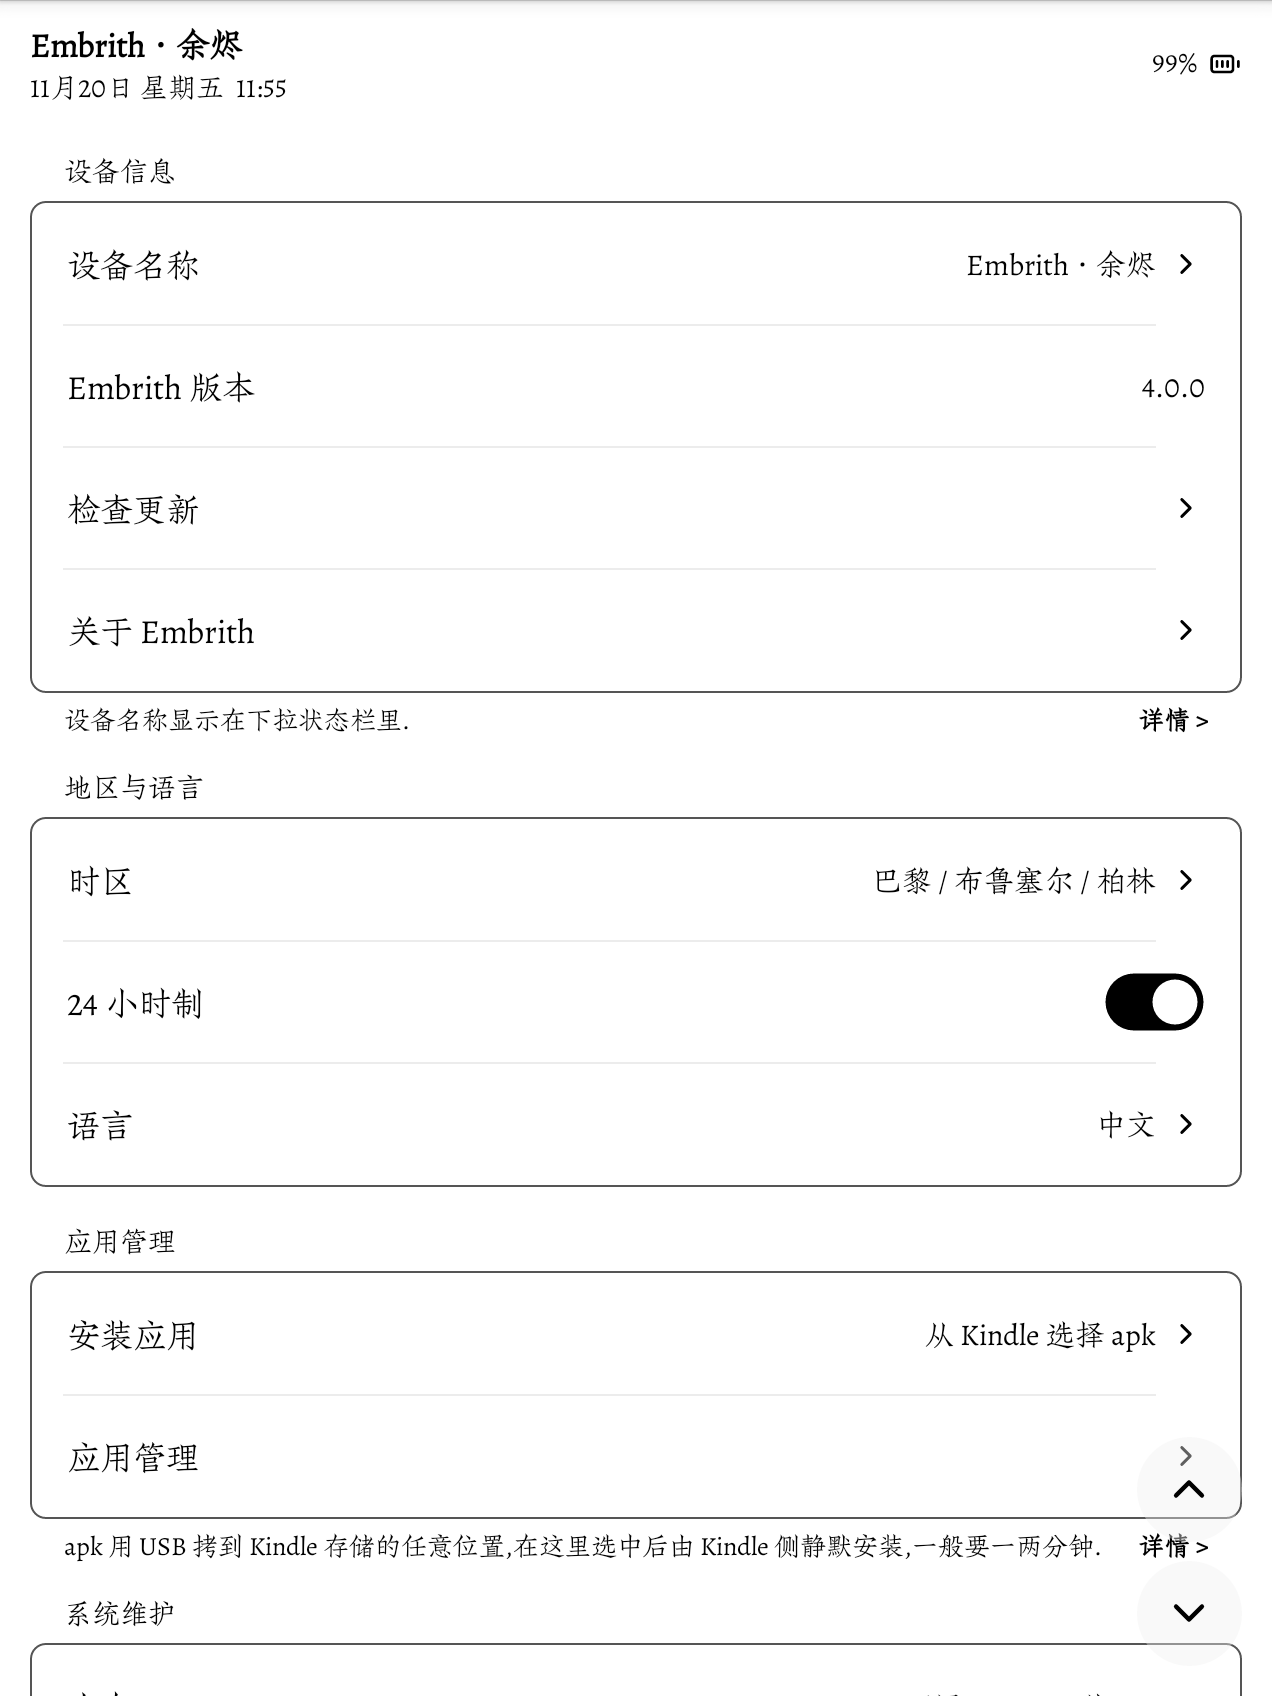 Embrith · 余烬
11月20日 星期五 11:55
99%
设备信息
设备名称
Embrith · 余烬
Embrith 版本
4.0.0
检查更新
关于 Embrith
设备名称显示在下拉状态栏里.
详情 >
地区与语言
时区
巴黎 / 布鲁塞尔 / 柏林
24 小时制
语言
中文
应用管理
安装应用
从 Kindle 选择 apk
应用管理
apk 用 USB 拷到 Kindle 存储的任意位置,在这里选中后由 Kindle 侧静默安装,一般要一两分钟.
详情 >
系统维护